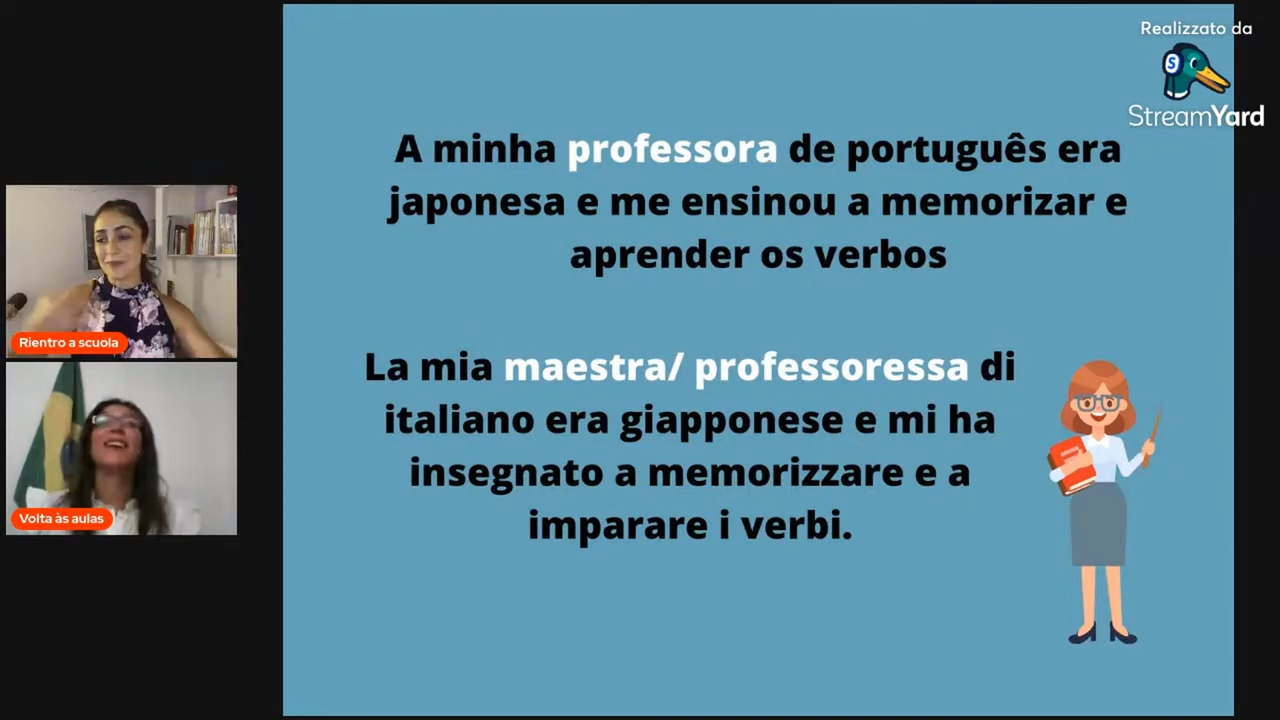 Realizzato da
StreamYard
A minha professora de português era
japonesa e me ensinou a memorizar e
aprender os verbos
La mia maestra/ professoressa di
italiano era giapponese e mi ha
insegnato a memorizzare e a
imparare i verbi.
Rientro a scuola
Volta às aulas